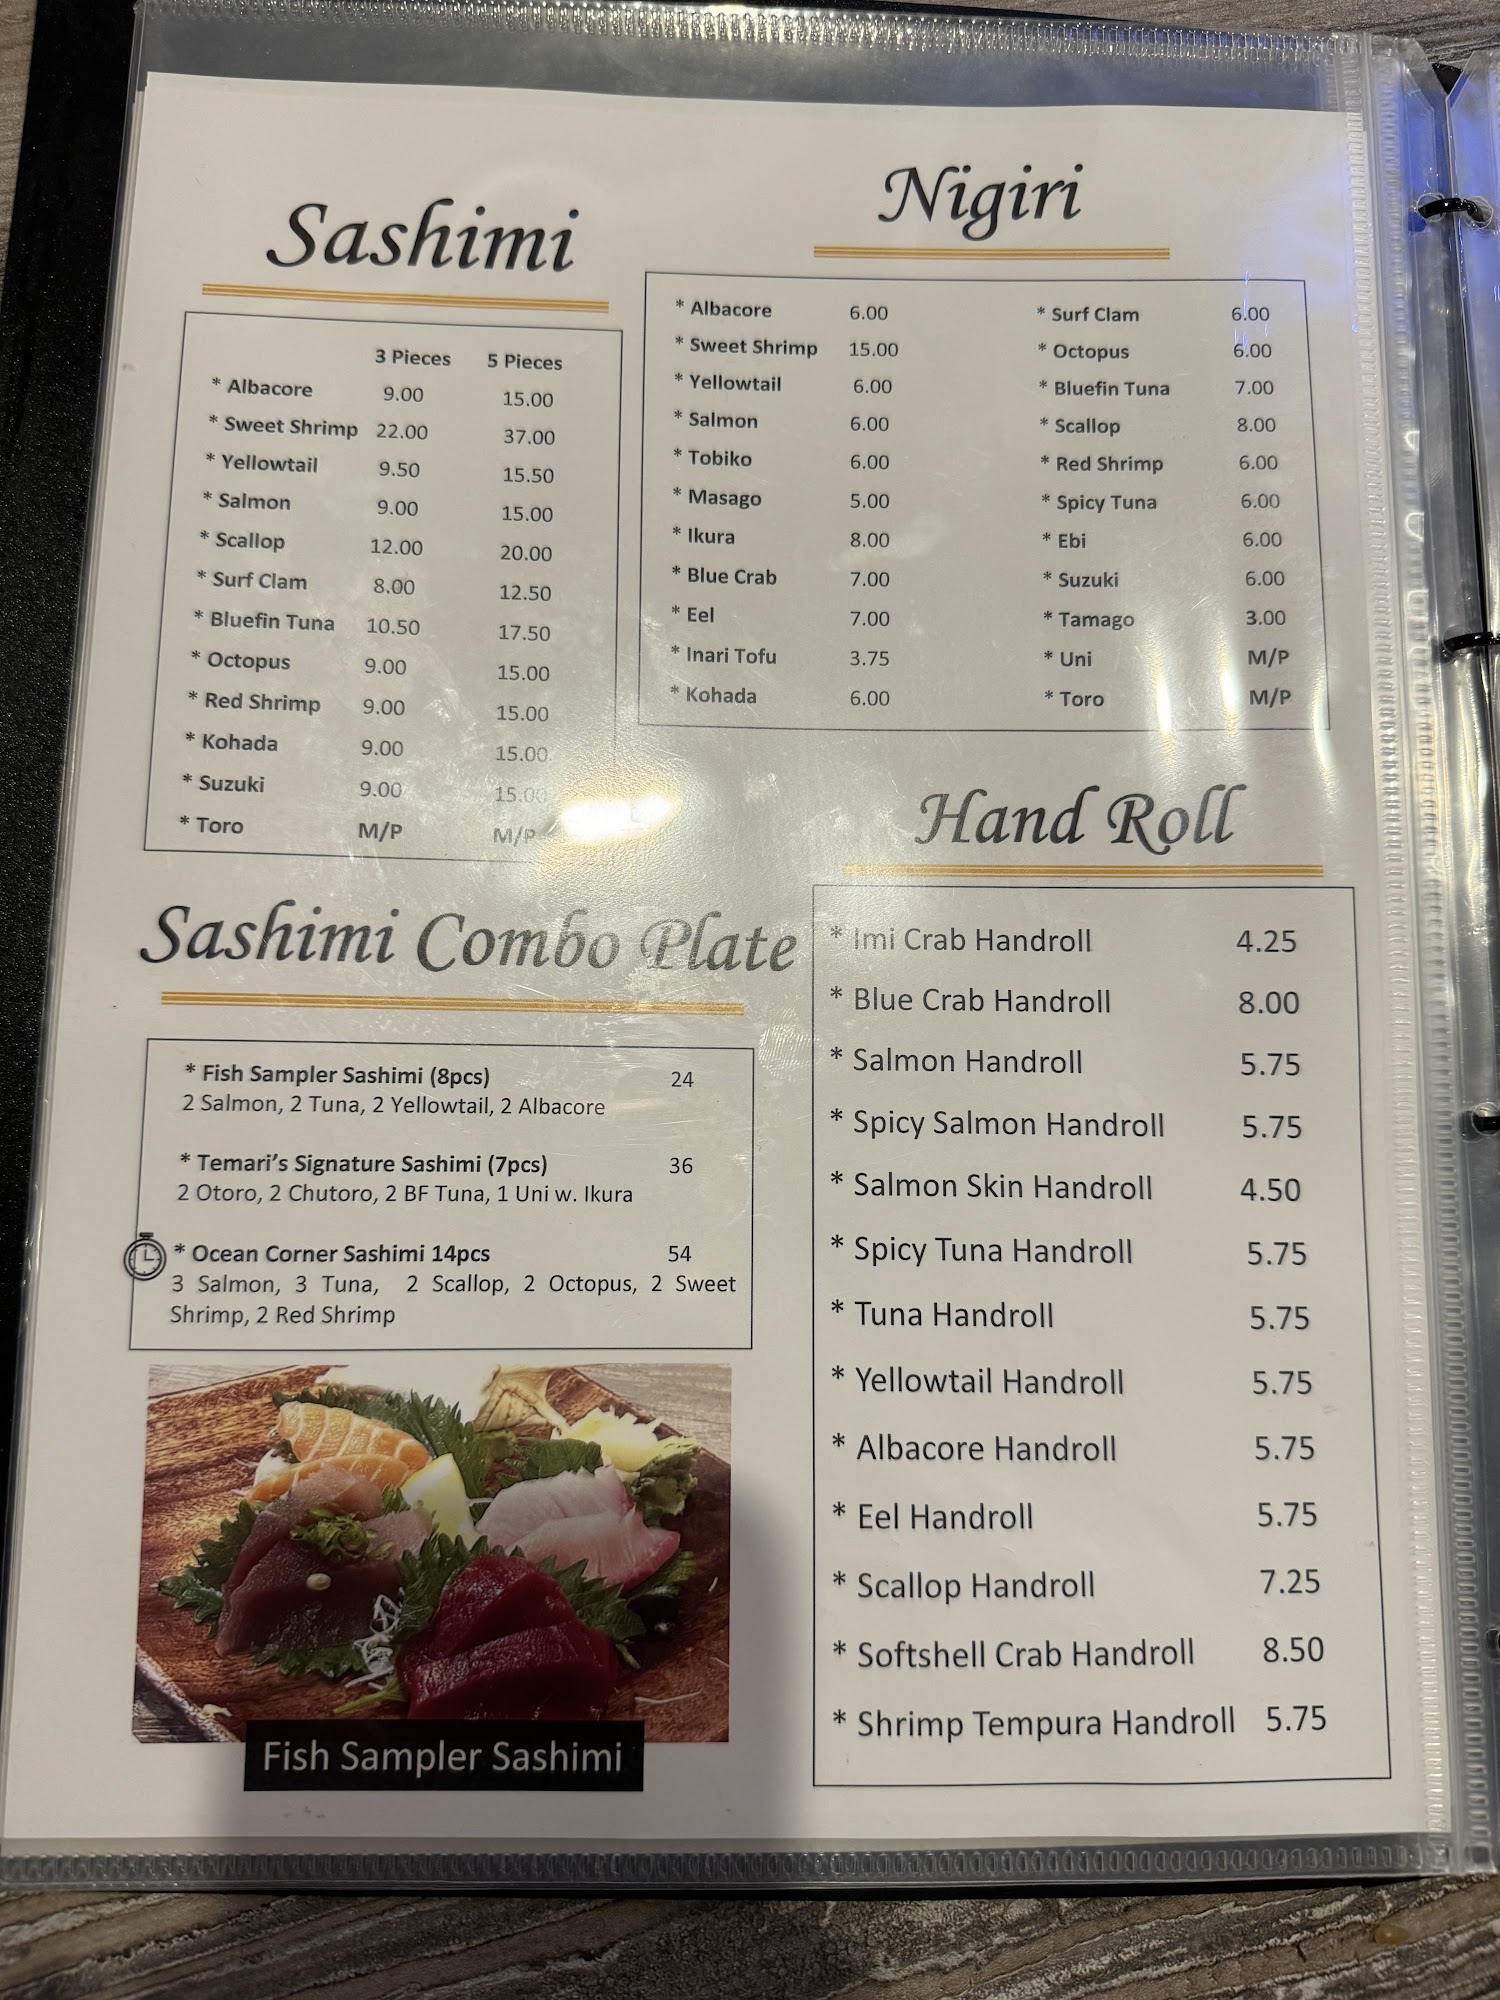 Sashimi
3 Pieces 5 Pieces
* Albacore 9.00 15.00
* Sweet Shrimp 22.00 37.00
* Yellowtail 9.50 15.50
* Salmon 9.00 15.00
* Scallop 12.00 20.00
* Surf Clam 8.00 12.50
* Bluefin Tuna 10.50 17.50
* Octopus 9.00 15.00
* Red Shrimp 9.00 15.00
* Kohada 9.00 15.00
* Suzuki 9.00 15.00
* Toro M/P M/P
Nigiri
* Albacore 6.00 * Surf Clam 6.00
* Sweet Shrimp 15.00 * Octopus 6.00
* Yellowtail 6.00 * Bluefin Tuna 7.00
* Salmon 6.00 * Scallop 8.00
* Tobiko 6.00 * Red Shrimp 6.00
* Masago 5.00 * Spicy Tuna 6.00
* Ikura 8.00 * Ebi 6.00
* Blue Crab 7.00 * Suzuki 6.00
* Eel 7.00 * Tamago 3.00
* Inari Tofu 3.75 * Uni M/P
* Kohada 6.00 * Toro M/P
Sashimi Combo Plate
* Fish Sampler Sashimi (8pcs) 24
2 Salmon, 2 Tuna, 2 Yellowtail, 2 Albacore
* Temari's Signature Sashimi (7pcs) 36
2 Otoro, 2 Chutoro, 2 BF Tuna, 1 Uni w. Ikura
* Ocean Corner Sashimi 14pcs 54
3 Salmon, 3 Tuna, 2 Scallop, 2 Octopus, 2 Sweet
Shrimp, 2 Red Shrimp
Fish Sampler Sashimi
Hand Roll
* Imi Crab Handroll 4.25
* Blue Crab Handroll 8.00
* Salmon Handroll 5.75
* Spicy Salmon Handroll 5.75
* Salmon Skin Handroll 4.50
* Spicy Tuna Handroll 5.75
* Tuna Handroll 5.75
* Yellowtail Handroll 5.75
* Albacore Handroll 5.75
* Eel Handroll 5.75
* Scallop Handroll 7.25
* Softshell Crab Handroll 8.50
* Shrimp Tempura Handroll 5.75